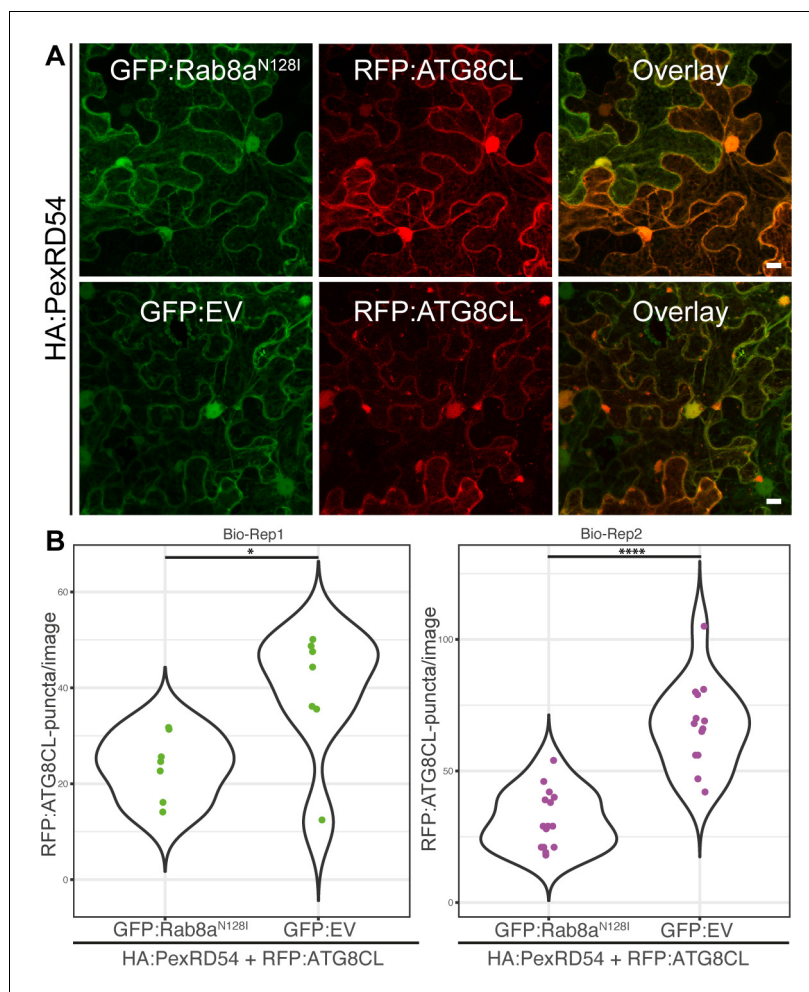 A
GFP:Rab8aᴺ¹²⁸ᴵ RFP:ATG8CL Overlay
HA:PexRD54
GFP:EV RFP:ATG8CL Overlay
B
Bio-Rep1 Bio-Rep2
* ****
RFP:ATG8CL-puncta/image
60
40
20
0
GFP:Rab8aᴺ¹²⁸ᴵ GFP:EV
HA:PexRD54 + RFP:ATG8CL
RFP:ATG8CL-puncta/image
100
50
0
GFP:Rab8aᴺ¹²⁸ᴵ GFP:EV
HA:PexRD54 + RFP:ATG8CL